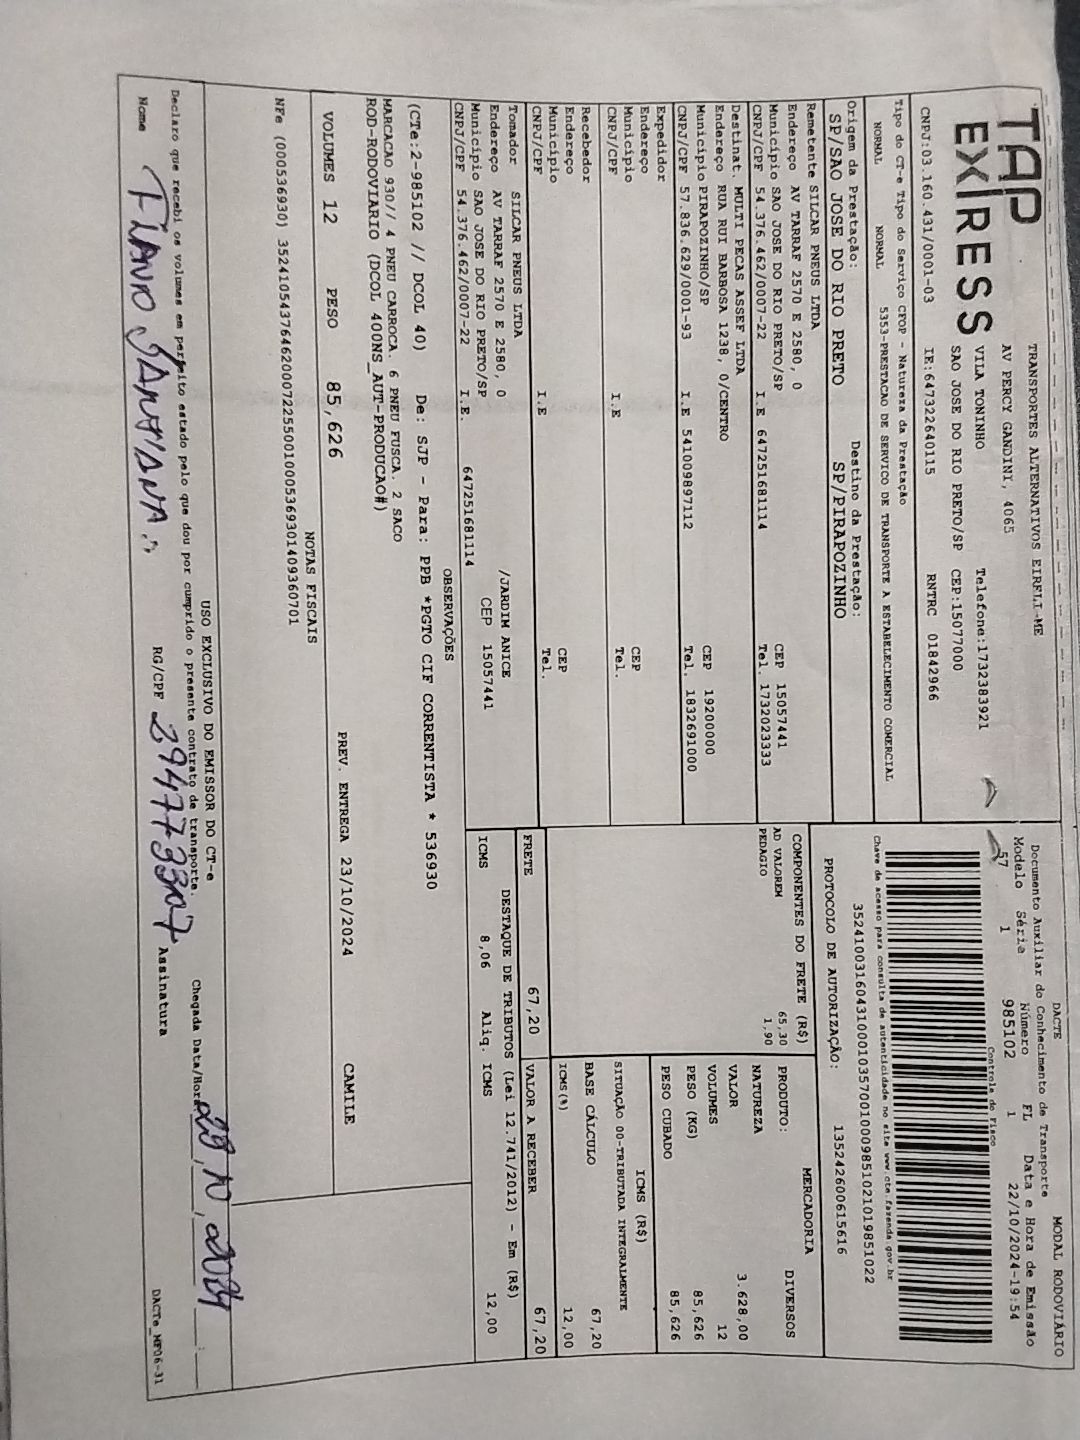 TAP
EX|RESS
TRANSPORTES ALTERNATIVOS EIRELI-ME
AV PERCY GANDINI, 4065
VILA TONINHO Telefone:1732383921
SAO JOSE DO RIO PRETO/SP CEP:15077000
CNPJ:03.160.431/0001-03 IE:647322640115 RNTRC 01842966
Tipo do CT-e Tipo do Serviço CFOP - Natureza da Prestação
NORMAL NORMAL 5353-PRESTACAO DE SERVICO DE TRANSPORTE A ESTABELECIMENTO COMERCIAL
Origem da Prestação: Destino da Prestação:
SP/SAO JOSE DO RIO PRETO SP/PIRAPOZINHO
Remetente SILCAR PNEUS LTDA
Endereço AV TARRAF 2570 E 2580, 0
Município SAO JOSE DO RIO PRETO/SP CEP 15057441
CNPJ/CPF 54.376.462/0007-22 I.E 647251681114 Tel. 1732023333
Destinat. MULTI PECAS ASSEF LTDA
Endereço RUA RUI BARBOSA 1238, 0/CENTRO
Município PIRAPOZINHO/SP CEP 19200000
CNPJ/CPF 57.836.629/0001-93 I.E 541009897112 Tel. 1832691000
Expedidor
Endereço
Município CEP
CNPJ/CPF I.E Tel.
Recebedor
Endereço
Município CEP
CNPJ/CPF I.E Tel.
Tomador SILCAR PNEUS LTDA
Endereço AV TARRAF 2570 E 2580, 0 /JARDIM ANICE
Município SAO JOSE DO RIO PRETO/SP CEP 15057441
CNPJ/CPF 54.376.462/0007-22 I.E. 647251681114
DACTE MODAL RODOVIÁRIO
Documento Auxiliar do Conhecimento de Transporte
Modelo Série Número FL Data e Hora de Emissão
57 1 985102 1 22/10/2024-19:54
Controle do Fisco
Chave de acesso para consulta de autenticidade no site www.cte.fazenda.gov.br
35241003160431000103570010009851021019851022
PROTOCOLO DE AUTORIZAÇÃO: 135242600615616
COMPONENTES DO FRETE (R$)
AD VALOREM 65,30
PEDAGIO 1,90
MERCADORIA
PRODUTO: DIVERSOS
NATUREZA
VALOR 3.628,00
VOLUMES 12
PESO (KG) 85,626
PESO CUBADO 85,626
ICMS (R$)
SITUAÇÃO 00-TRIBUTADA INTEGRALMENTE
BASE CÁLCULO 67,20
ICMS(%) 12,00
FRETE 67,20 VALOR A RECEBER 67,20
DESTAQUE DE TRIBUTOS (Lei 12.741/2012) - Em (R$)
ICMS 8,06 Aliq. ICMS 12,00
OBSERVAÇÕES
(CTe:2-985102 // DCOL 40) De: SJP - Para: PPB *PGTO CIF CORRENTISTA * 536930
MARCACAO 930// 4 PNEU CARROCA. 6 PNEU FUSCA. 2 SACO
ROD-RODOVIARIO (DCOL 400NS_AUT-PRODUCAO#)
VOLUMES 12 PESO 85,626 PREV. ENTREGA 23/10/2024 CAMILE
NOTAS FISCAIS
NFe (000536930) 35241054376462000722550010005369301409360701
USO EXCLUSIVO DO EMISSOR DO CT-e
Declaro que recebi os volumes em perfeito estado pelo que dou por cumprido o presente contrato de transporte. Chegada Data/Hora 23, 10, 2024 :
Nome FLAVIO SANTANA RG/CPF 294773307 Assinatura
DACTe_MF06-31